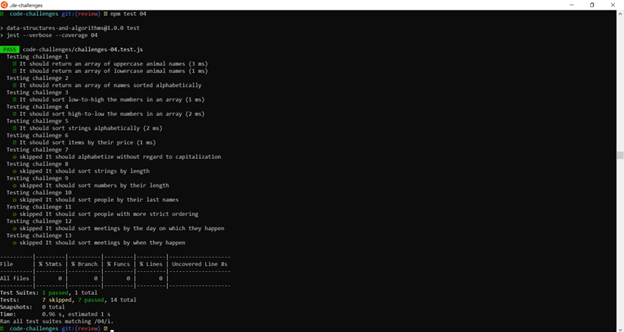 ..de-challenges
code-challenges git:(review) npm test 04
> data-structures-and-algorithms@1.0.0 test
> jest --verbose --coverage 04
PASS code-challenges/challenges-04.test.js
Testing challenge 1
It should return an array of uppercase animal names (3 ms)
It should return an array of lowercase animal names (1 ms)
Testing challenge 2
It should return an array of names sorted alphabetically
Testing challenge 3
It should sort low-to-high the numbers in an array (1 ms)
Testing challenge 4
It should sort high-to-low the numbers in an array (2 ms)
Testing challenge 5
It should sort strings alphabetically (2 ms)
Testing challenge 6
It should sort items by their price (1 ms)
Testing challenge 7
○ skipped It should alphabetize without regard to capitalization
Testing challenge 8
○ skipped It should sort strings by length
Testing challenge 9
○ skipped It should sort numbers by their length
Testing challenge 10
○ skipped It should sort people by their last names
Testing challenge 11
○ skipped It should sort people with more strict ordering
Testing challenge 12
○ skipped It should sort meetings by the day on which they happen
Testing challenge 13
○ skipped It should sort meetings by when they happen
----------|---------|----------|---------|---------|-------------------
File | % Stmts | % Branch | % Funcs | % Lines | Uncovered Line #s
----------|---------|----------|---------|---------|-------------------
All files | 0 | 0 | 0 | 0 |
----------|---------|----------|---------|---------|-------------------
Test Suites: 1 passed, 1 total
Tests: 7 skipped, 7 passed, 14 total
Snapshots: 0 total
Time: 0.96 s, estimated 1 s
Ran all test suites matching /04/i.
code-challenges git:(review)